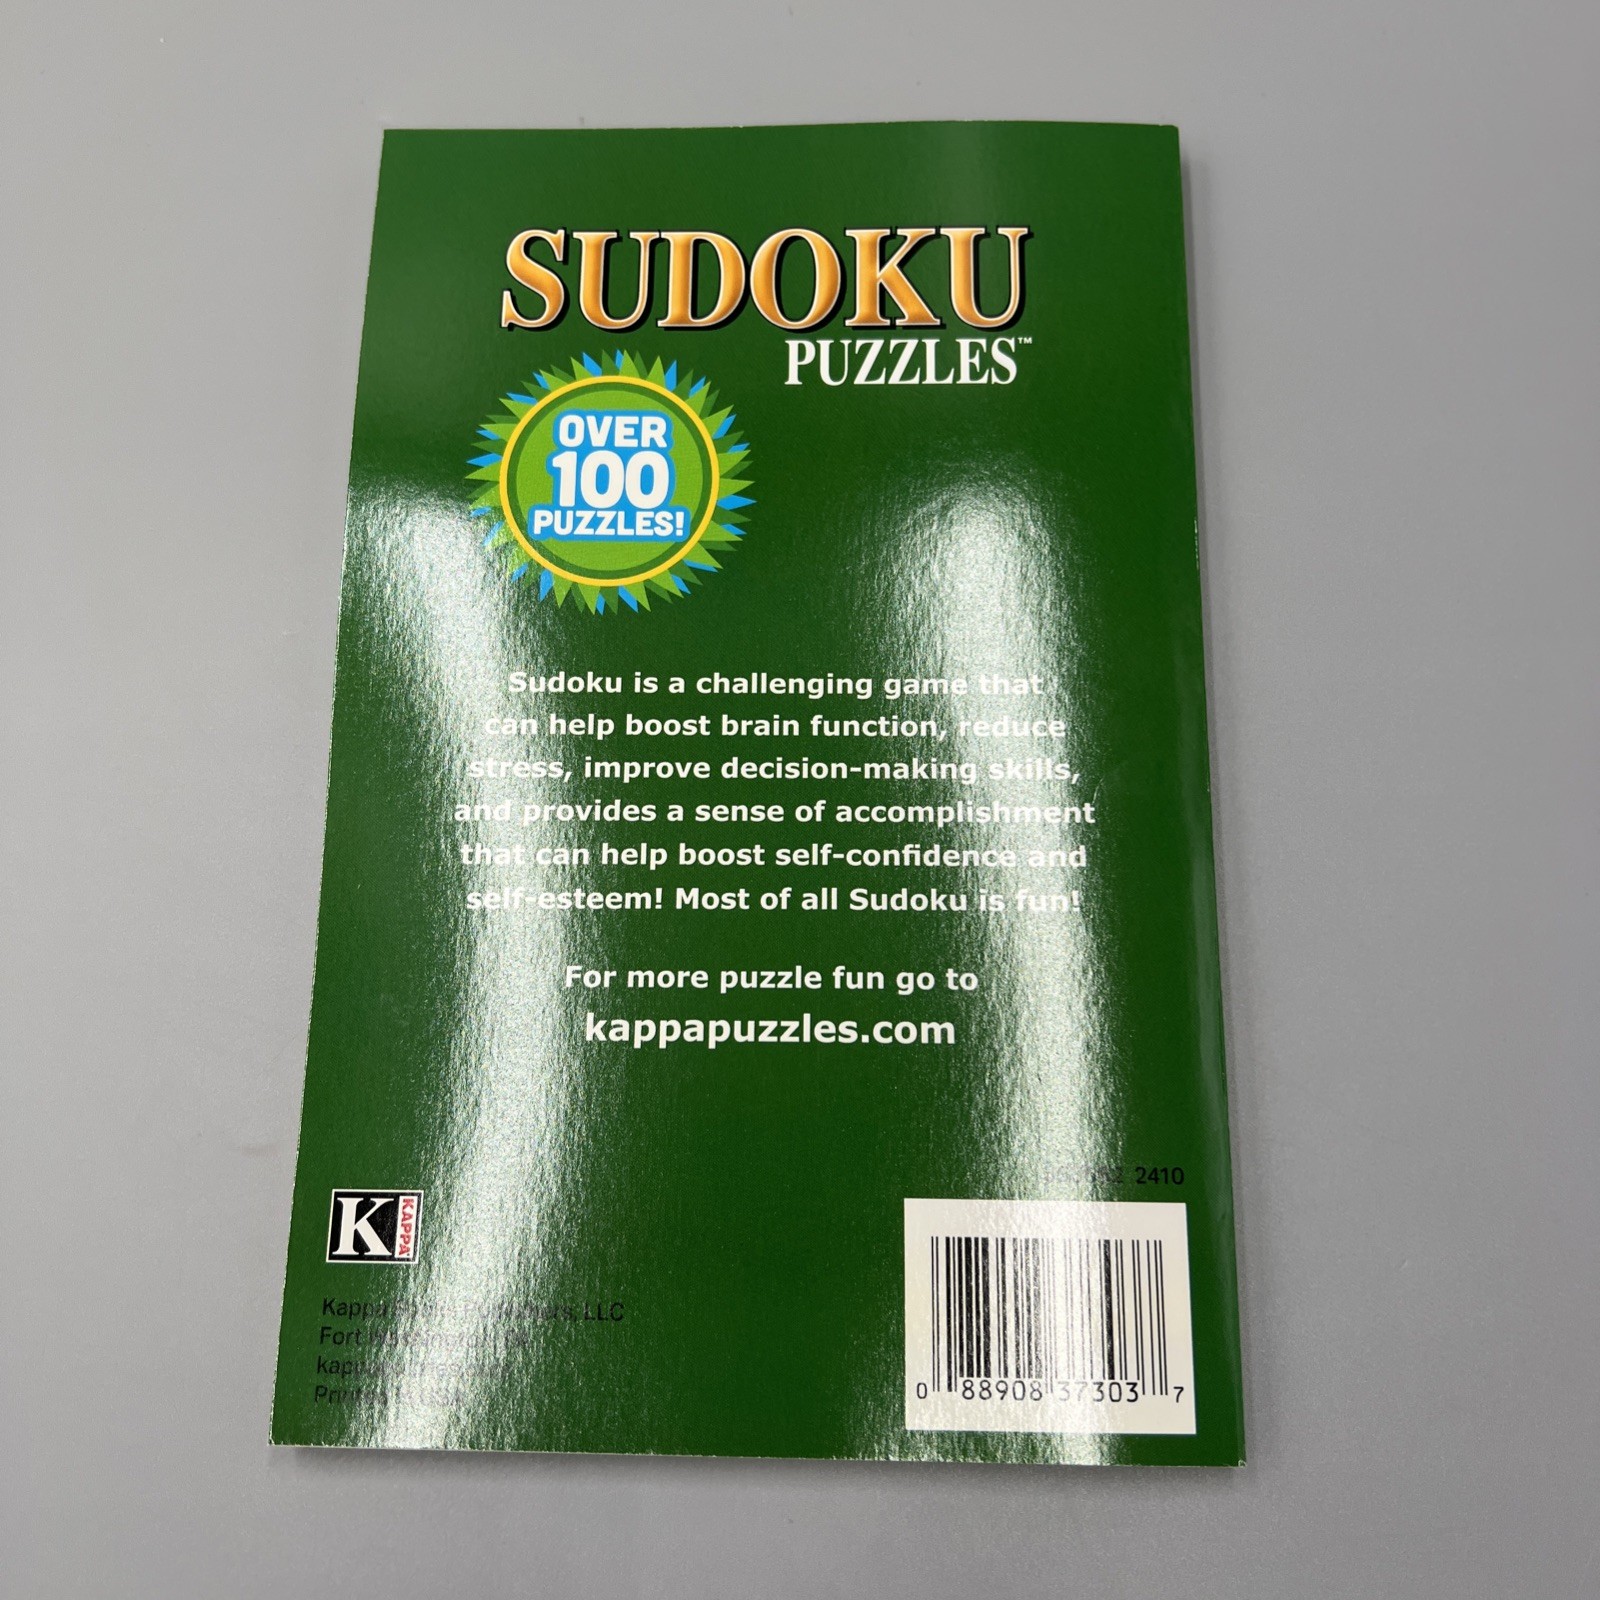 SUDOKU
PUZZLES™
OVER
100
PUZZLES!
Sudoku is a challenging game that
can help boost brain function, reduce
stress, improve decision-making skills,
and provides a sense of accomplishment
that can help boost self-confidence and
self-esteem! Most of all Sudoku is fun!
For more puzzle fun go to
kappapuzzles.com
2410
K KAPPA
Kappa LLC
Fort
0 88908 37303 7